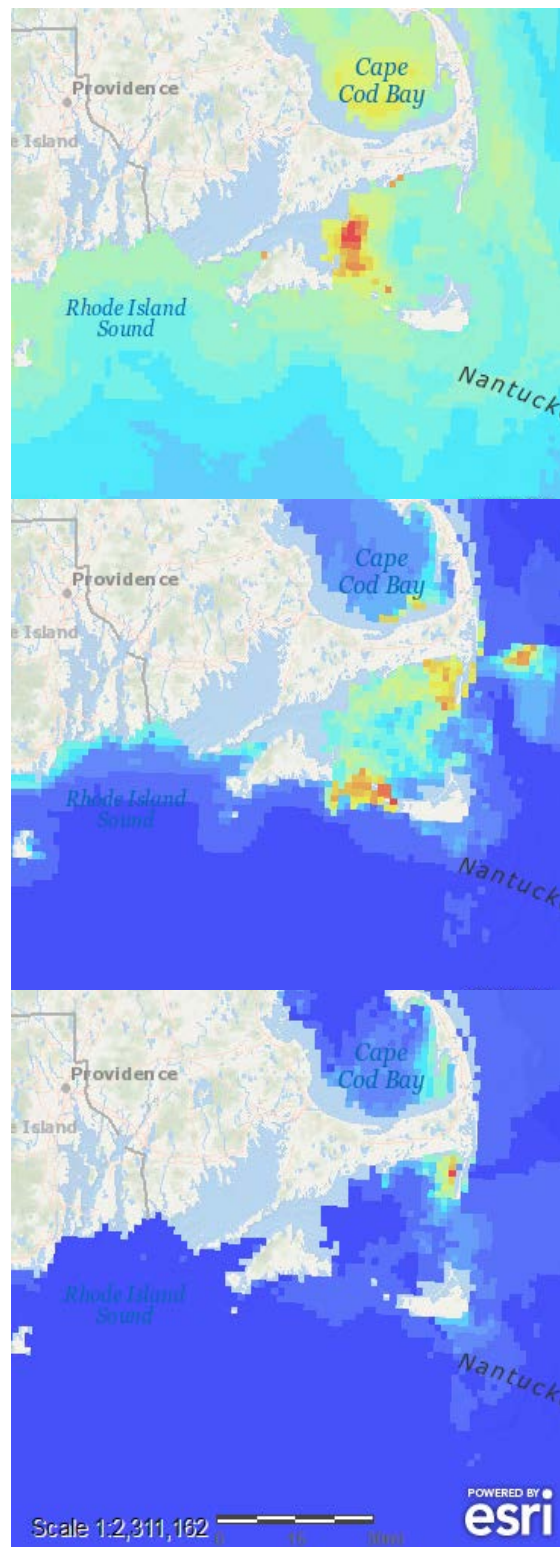 Cape
Cod Bay
Providence
e Island
Rhode Island
Sound
Nantuck
Cape
Cod Bay
Providence
e Island
Rhode Island
Sound
Nantuck
Cape
Cod Bay
Providence
e Island
Rhode Island
Sound
Nantuck
POWERED BY
esri
Scale 1:2,311,162
0